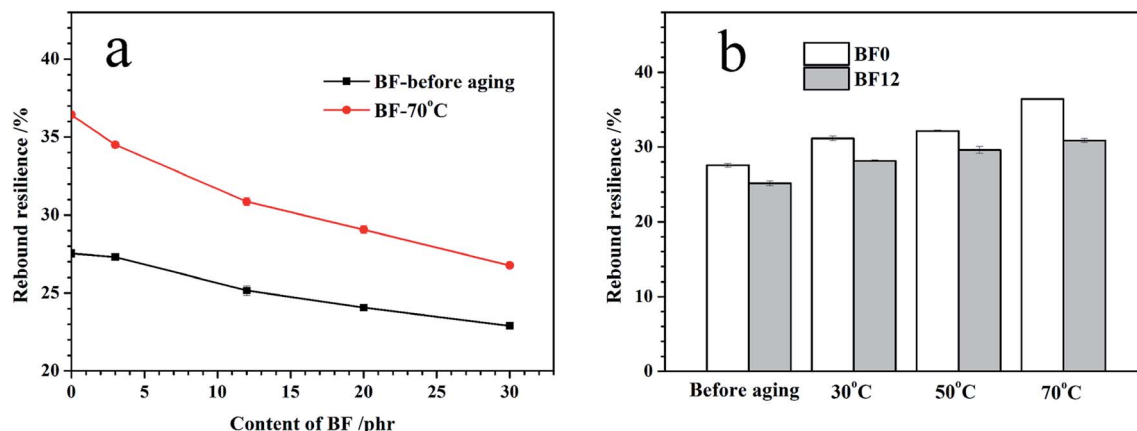 a
BF-before aging
BF-70°C
Rebound resilience /%
40
35
30
25
20
0 5 10 15 20 25 30
Content of BF /phr
b
BF0
BF12
Rebound resilience /%
40
30
20
10
0
Before aging 30°C 50°C 70°C